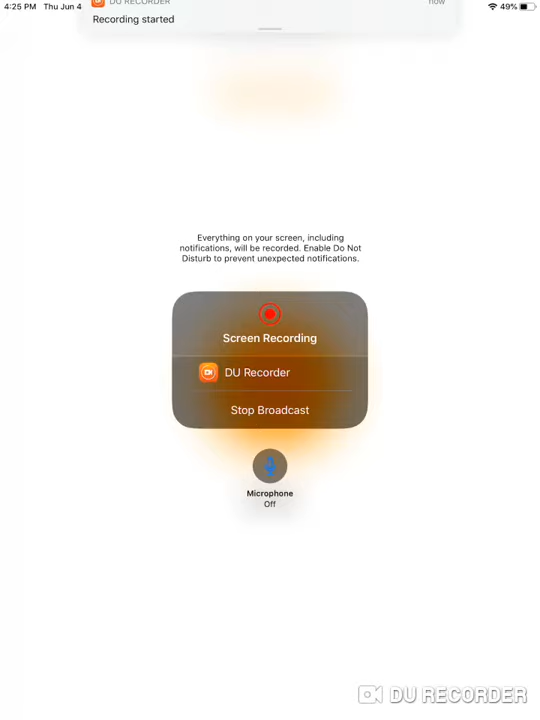 4:25 PM Thu Jun 4
DU RECORDER now
49%
Recording started
Everything on your screen, including
notifications, will be recorded. Enable Do Not
Disturb to prevent unexpected notifications.
Screen Recording
DU Recorder
Stop Broadcast
Microphone
Off
DU RECORDER